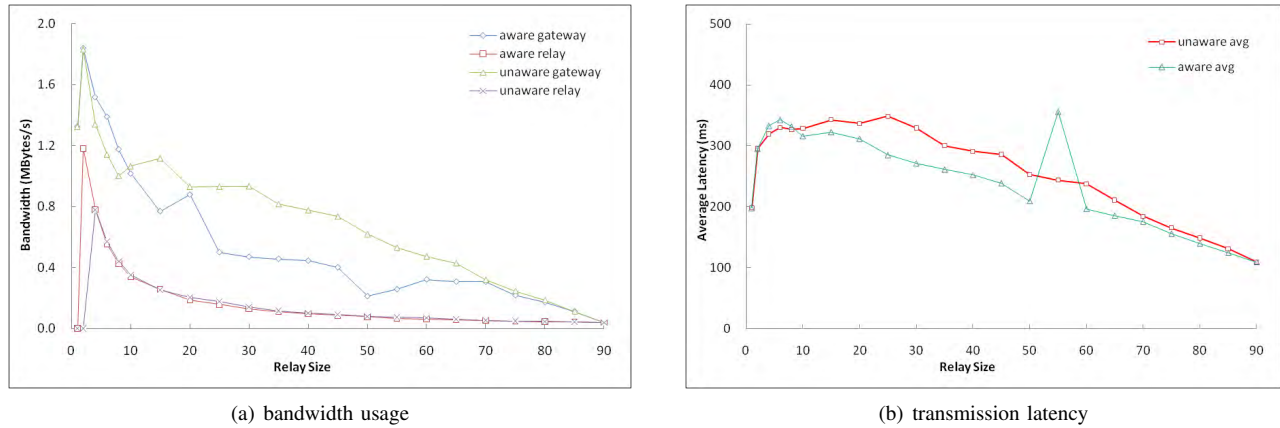 2.0
1.6
1.2
0.8
0.4
0.0
Bandwidth (MBytes/s)
aware gateway
aware relay
unaware gateway
unaware relay
0 10 20 30 40 50 60 70 80 90
Relay Size
(a) bandwidth usage
500
400
300
200
100
0
Average Latency (ms)
unaware avg
aware avg
0 10 20 30 40 50 60 70 80 90
Relay Size
(b) transmission latency